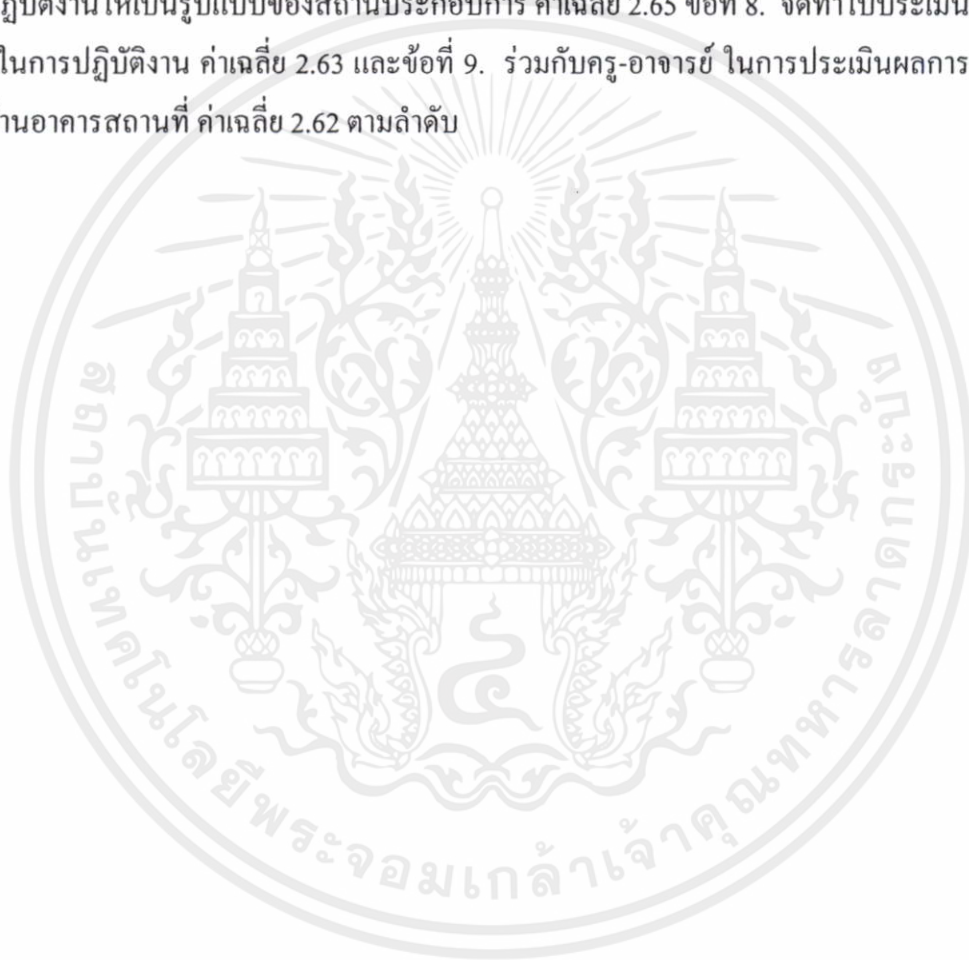 ฏิบัติงานให้เป็นรูปแบบของสถานประกอบการ ค่าเฉลี่ย 2.65 ข้อที่ 8. จัดทำใบประเมิน
ในการปฏิบัติงาน ค่าเฉลี่ย 2.63 และข้อที่ 9. ร่วมกับครู-อาจารย์ ในการประเมินผลการ
านอาคารสถานที่ ค่าเฉลี่ย 2.62 ตามลำดับ
สถาบันเทคโนโลยีพระจอมเกล้าเจ้าคุณทหารลาดกระบัง
๔